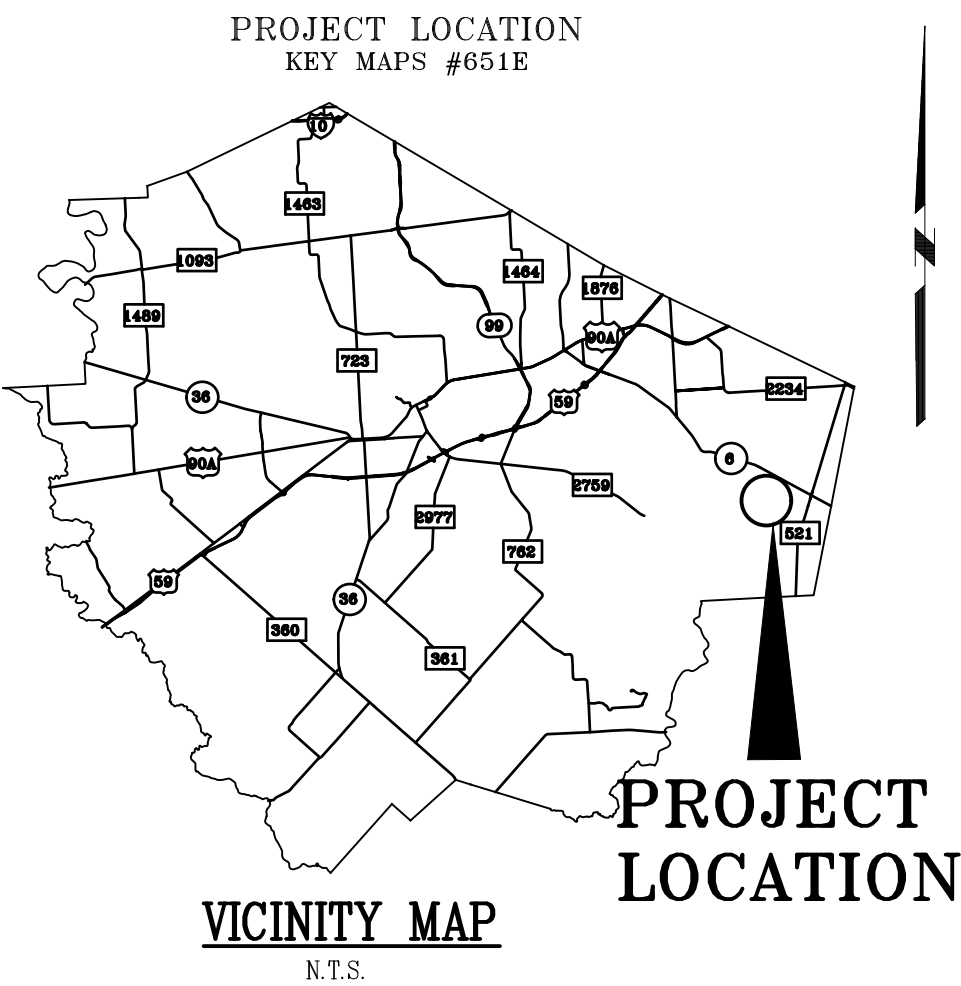 PROJECT LOCATION
KEY MAPS #651E
10
1463
1093
1464
1876
1489
99
90A
723
2234
36
59
90A
6
2759
2977
521
762
59
36
360
361
N
PROJECT
LOCATION
VICINITY MAP
N.T.S.